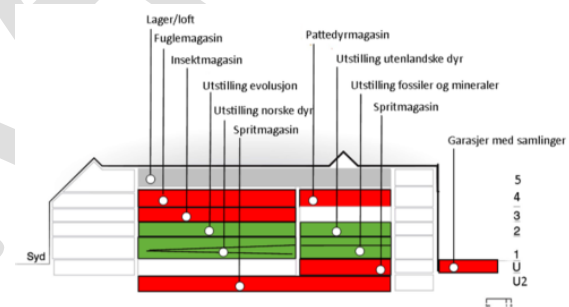 Lager/loft
Fuglemagasin
Insektmagasin
Utstilling evolusjon
Utstilling norske dyr
Spritmagasin
Pattedyrmagasin
Utstilling utenlandske dyr
Utstilling fossiler og mineraler
Spritmagasin
Garasjer med samlinger
5
4
3
2
1
U
U2
Syd